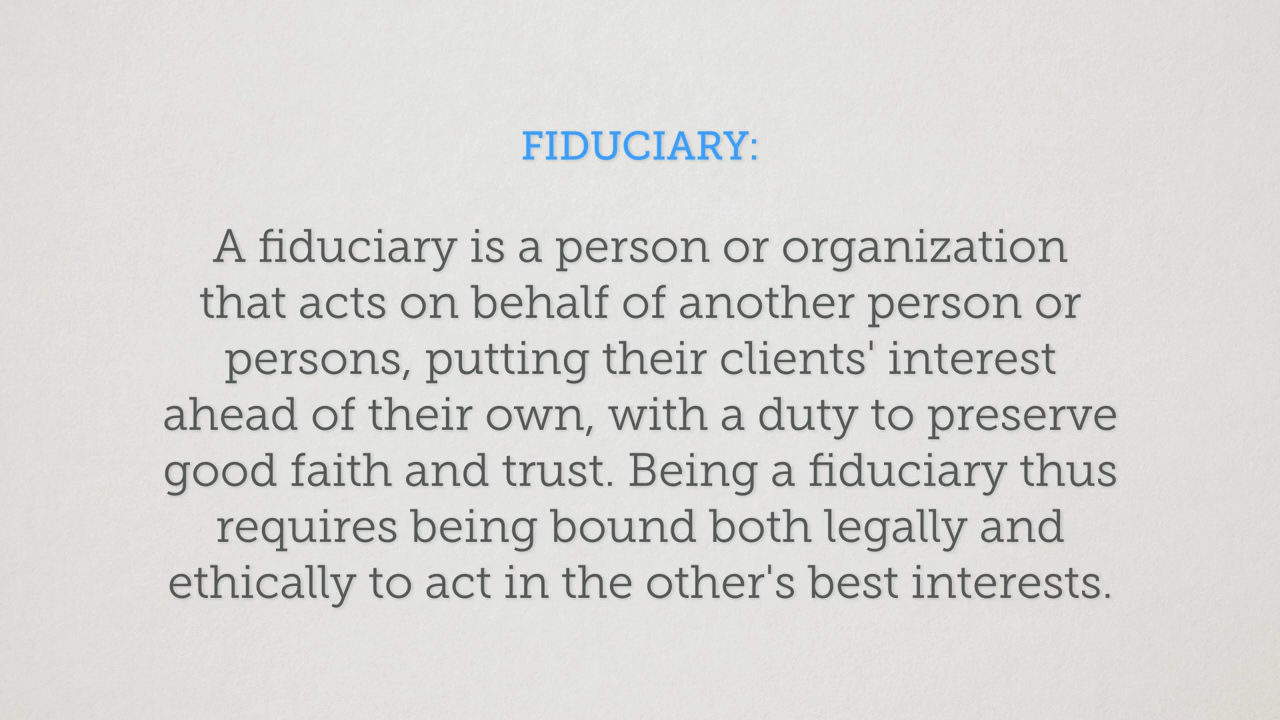 FIDUCIARY:
A fiduciary is a person or organization
that acts on behalf of another person or
persons, putting their clients' interest
ahead of their own, with a duty to preserve
good faith and trust. Being a fiduciary thus
requires being bound both legally and
ethically to act in the other's best interests.